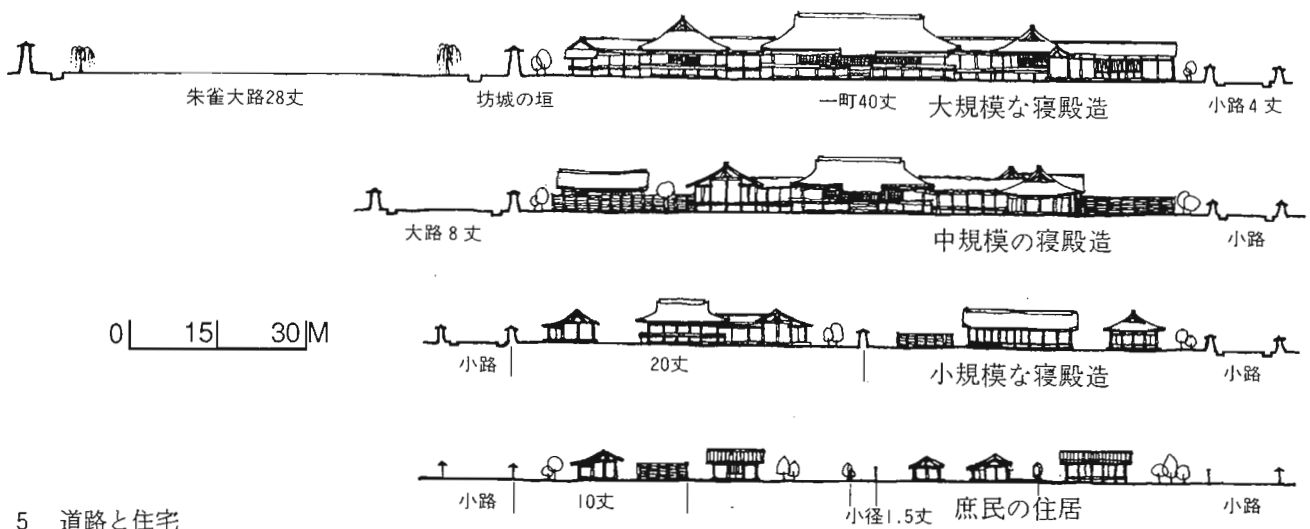 朱雀大路28丈 坊城の垣 一町40丈 大規模な寝殿造 小路4丈
大路8丈 中規模の寝殿造 小路
0 15 30M
小路 20丈 小規模な寝殿造 小路
小路 10丈 小径1.5丈 庶民の住居 小路
5 道路と住宅